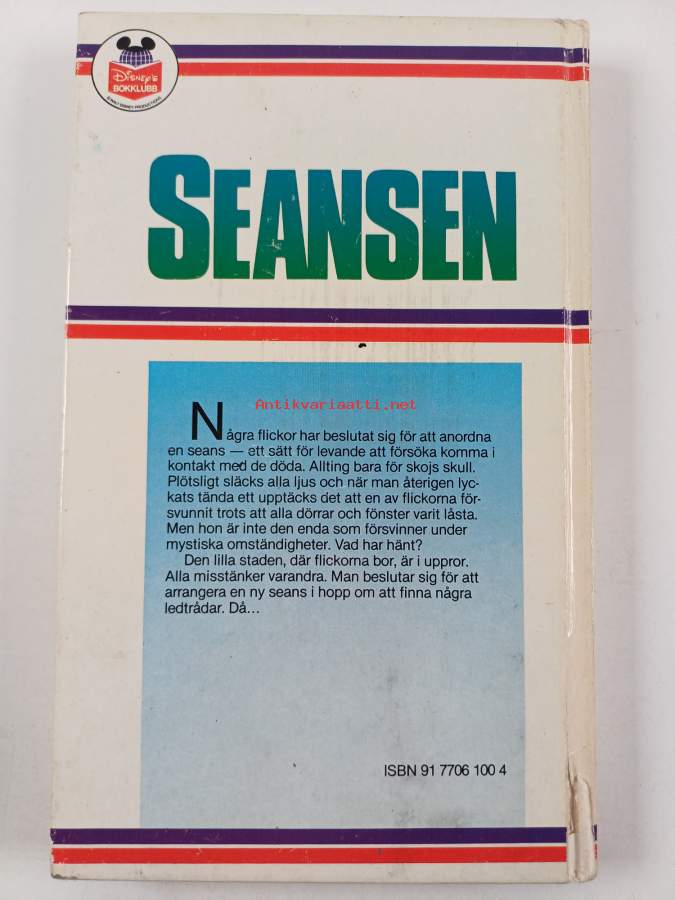 DISNEY'S
BOKKLUBB
© WALT DISNEY PRODUCTIONS
SEANSEN
Antikvariaatti.net
Några flickor har beslutat sig för att anordna
en seans — ett sätt för levande att försöka komma i
kontakt med de döda. Allting bara för skojs skull.
Plötsligt släcks alla ljus och när man återigen lyc-
kats tända ett upptäcks det att en av flickorna för-
svunnit trots att alla dörrar och fönster varit låsta.
Men hon är inte den enda som försvinner under
mystiska omständigheter. Vad har hänt?
Den lilla staden, där flickorna bor, är i uppror.
Alla misstänker varandra. Man beslutar sig för att
arrangera en ny seans i hopp om att finna några
ledtrådar. Då...
ISBN 91 7706 100 4